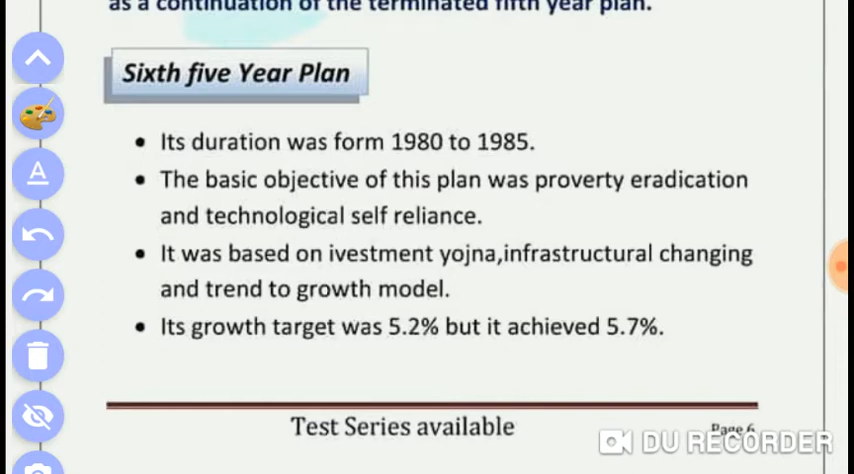 as a continuation of the terminated fifth year plan.
Sixth five Year Plan
• Its duration was form 1980 to 1985.
• The basic objective of this plan was proverty eradication
and technological self reliance.
• It was based on ivestment yojna,infrastructural changing
and trend to growth model.
• Its growth target was 5.2% but it achieved 5.7%.
Test Series available
Page 6
DU RECORDER
A